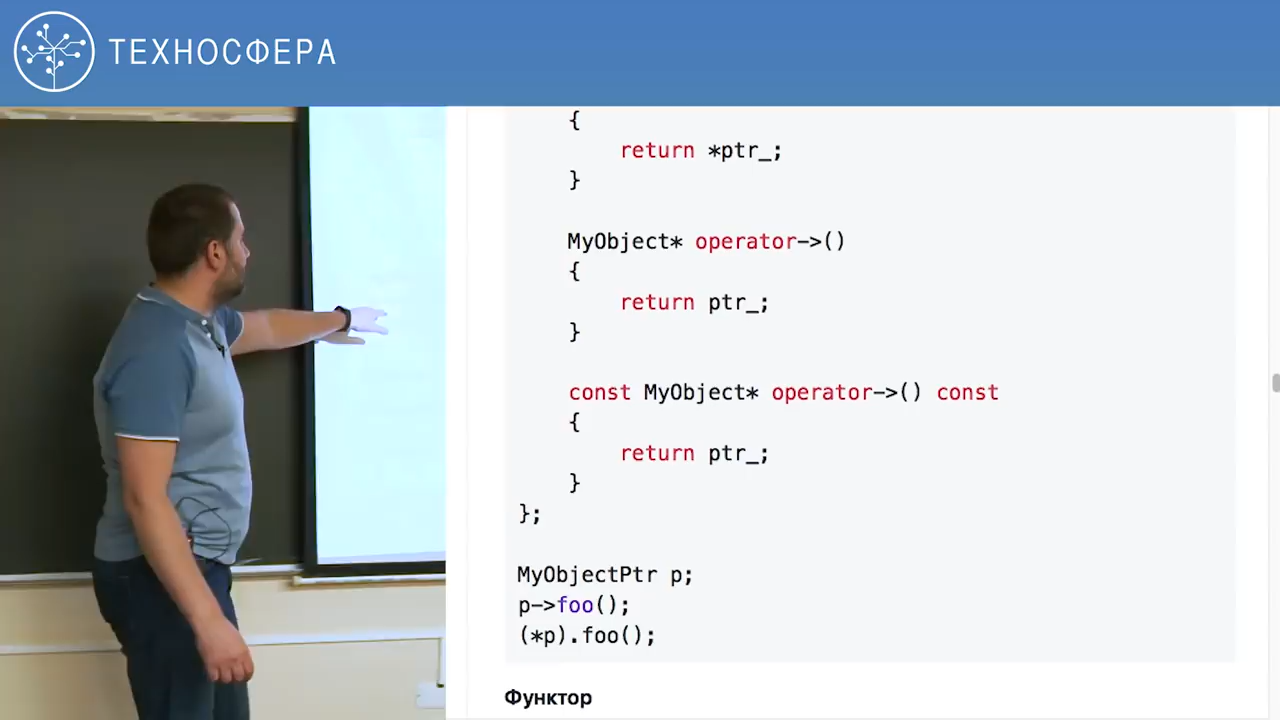 ТЕХНОСФЕРА
{
return *ptr_;
}
MyObject* operator->()
{
return ptr_;
}
const MyObject* operator->() const
{
return ptr_;
}
};
MyObjectPtr p;
p->foo();
(*p).foo();
Функтор